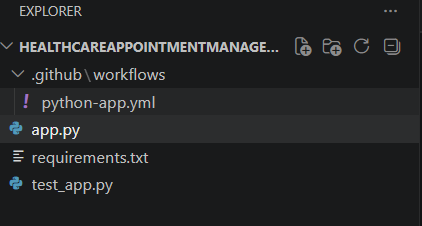 EXPLORER
HEALTHCAREAPPOINTMENTMANAGE...
.github\workflows
python-app.yml
app.py
requirements.txt
test_app.py